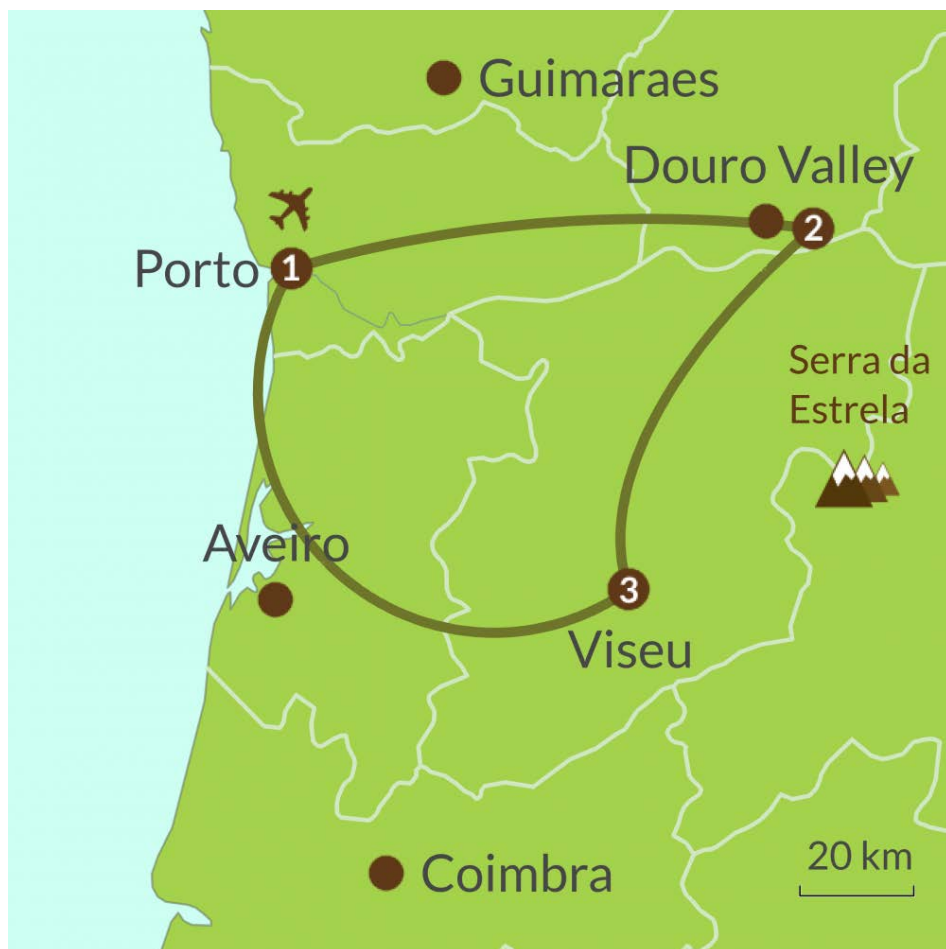 Guimaraes
Douro Valley
2
Porto
1
Serra da
Estrela
Aveiro
3
Viseu
20 km
Coimbra